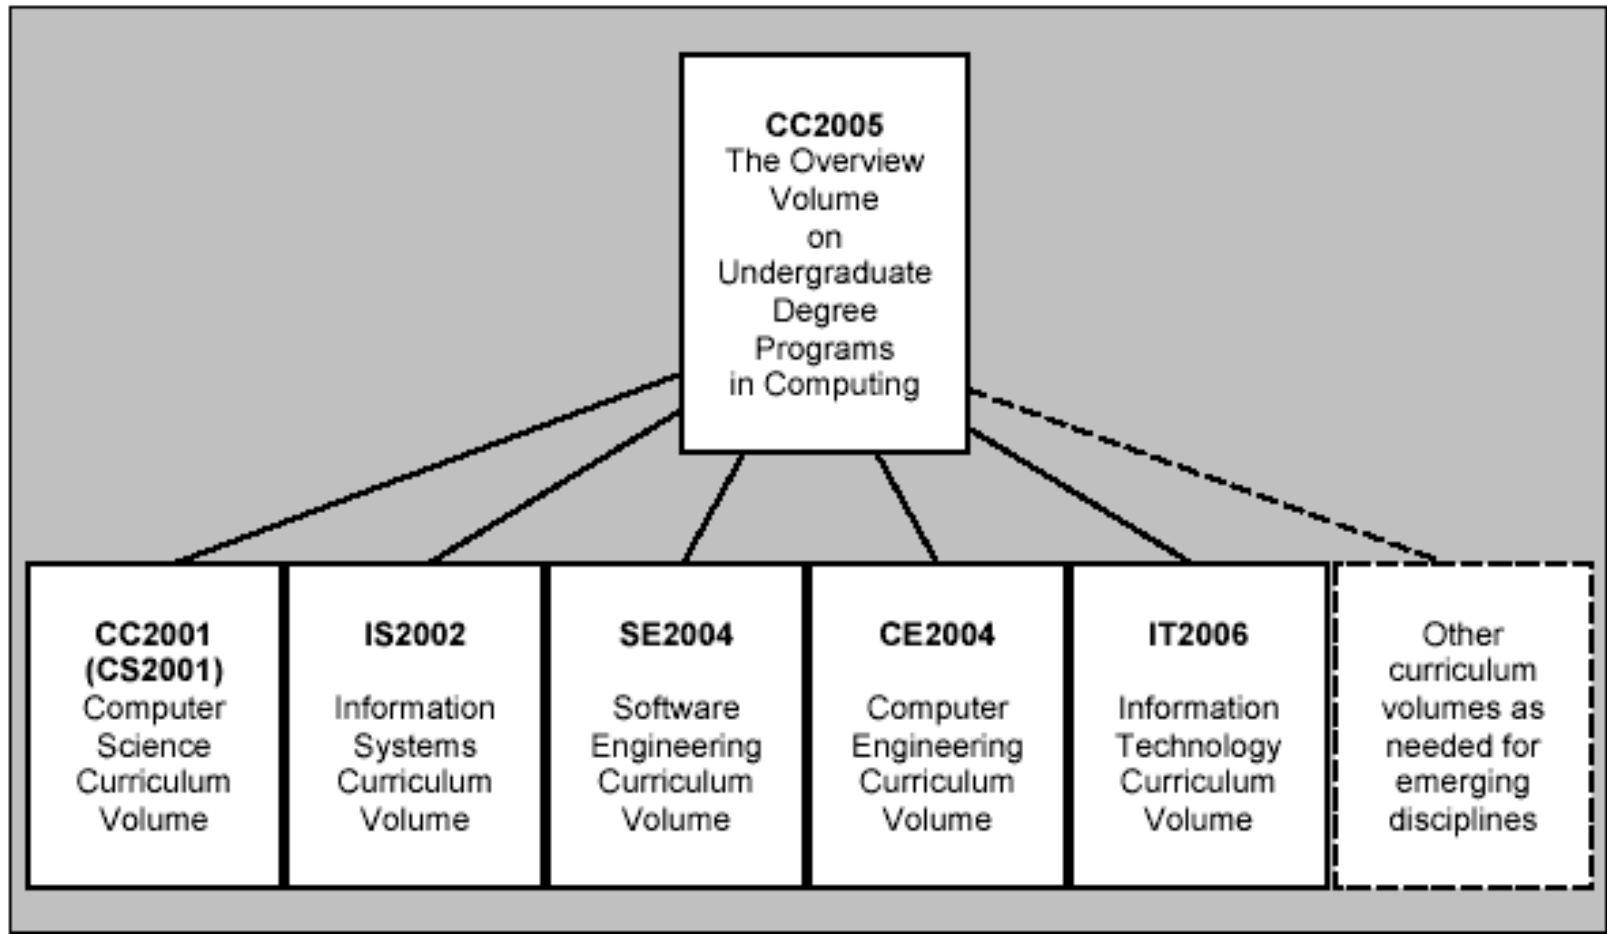 CC2005
The Overview
Volume
on
Undergraduate
Degree
Programs
in Computing
CC2001
(CS2001)
Computer
Science
Curriculum
Volume
IS2002
Information
Systems
Curriculum
Volume
SE2004
Software
Engineering
Curriculum
Volume
CE2004
Computer
Engineering
Curriculum
Volume
IT2006
Information
Technology
Curriculum
Volume
Other
curriculum
volumes as
needed for
emerging
disciplines